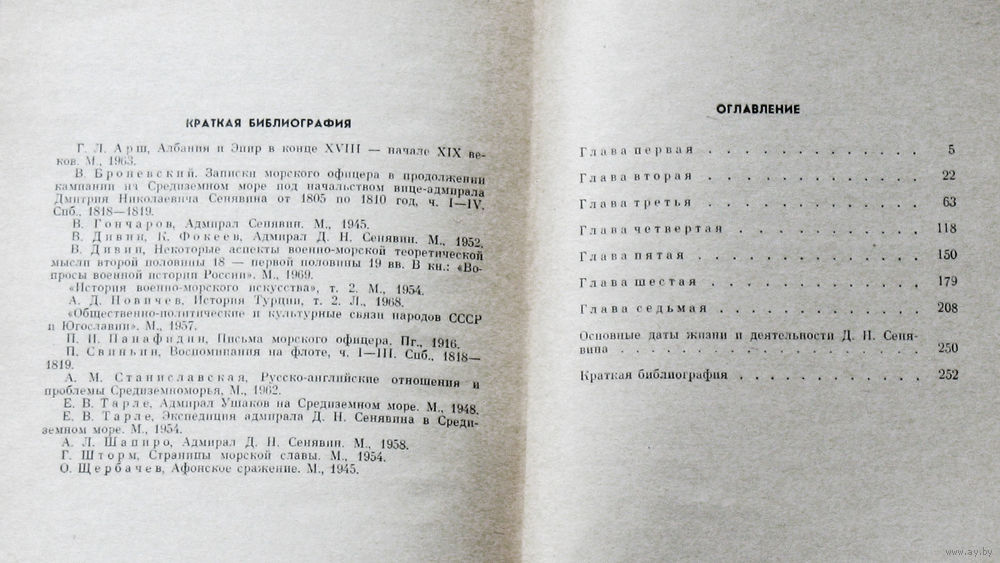 КРАТКАЯ БИБЛИОГРАФИЯ
Г. Л. Арш, Албания и Эпир в конце XVIII — начале XIX ве-
ков. М., 1963.
В. Броневский. Записки морского офицера в продолжении
кампании на Средиземном море под начальством вице-адмирала
Дмитрия Николаевича Сенявина от 1805 по 1810 год, ч. I—IV.
Спб., 1818—1819.
В. Гончаров, Адмирал Сенявин. М., 1945.
В. Дивин, К. Фокеев, Адмирал Д. Н. Сенявин. М., 1952.
В. Дивин, Некоторые аспекты военно-морской теоретической
мысли второй половины 18 — первой половины 19 вв. В кн.: «Во-
просы военной истории России». М., 1969.
«История военно-морского искусства», т. 2. М., 1954.
А. Д. Новичев, История Турции, т. 2. Л., 1968.
«Общественно-политические и культурные связи народов СССР
и Югославии». М., 1957.
П. И. Панафидин, Письма морского офицера. Пг., 1916.
П. Свиньин, Воспоминания на флоте, ч. I—III. Спб., 1818—
1819.
А. М. Станиславская, Русско-английские отношения и
проблемы Средиземноморья, М., 1962.
Е. В. Тарле, Адмирал Ушаков на Средиземном море. М., 1948.
Е. В. Тарле, Экспедиция адмирала Д. Н. Сенявина в Среди-
земном море. М., 1954.
А. Л. Шапиро, Адмирал Д. Н. Сенявин. М., 1958.
Г. Шторм, Страницы морской славы. М., 1954.
О. Щербачев, Афонское сражение. М., 1945.
ОГЛАВЛЕНИЕ
Глава первая . . . . . . . . . . . . . 5
Глава вторая . . . . . . . . . . . . . 22
Глава третья . . . . . . . . . . . . . 63
Глава четвертая . . . . . . . . . . . . 118
Глава пятая . . . . . . . . . . . . . 150
Глава шестая . . . . . . . . . . . . . 179
Глава седьмая . . . . . . . . . . . . 208
Основные даты жизни и деятельности Д. Н. Сеня-
вина . . . . . . . . . . . . . . . . 250
Краткая библиография . . . . . . . . . . . 252
www.ay.by